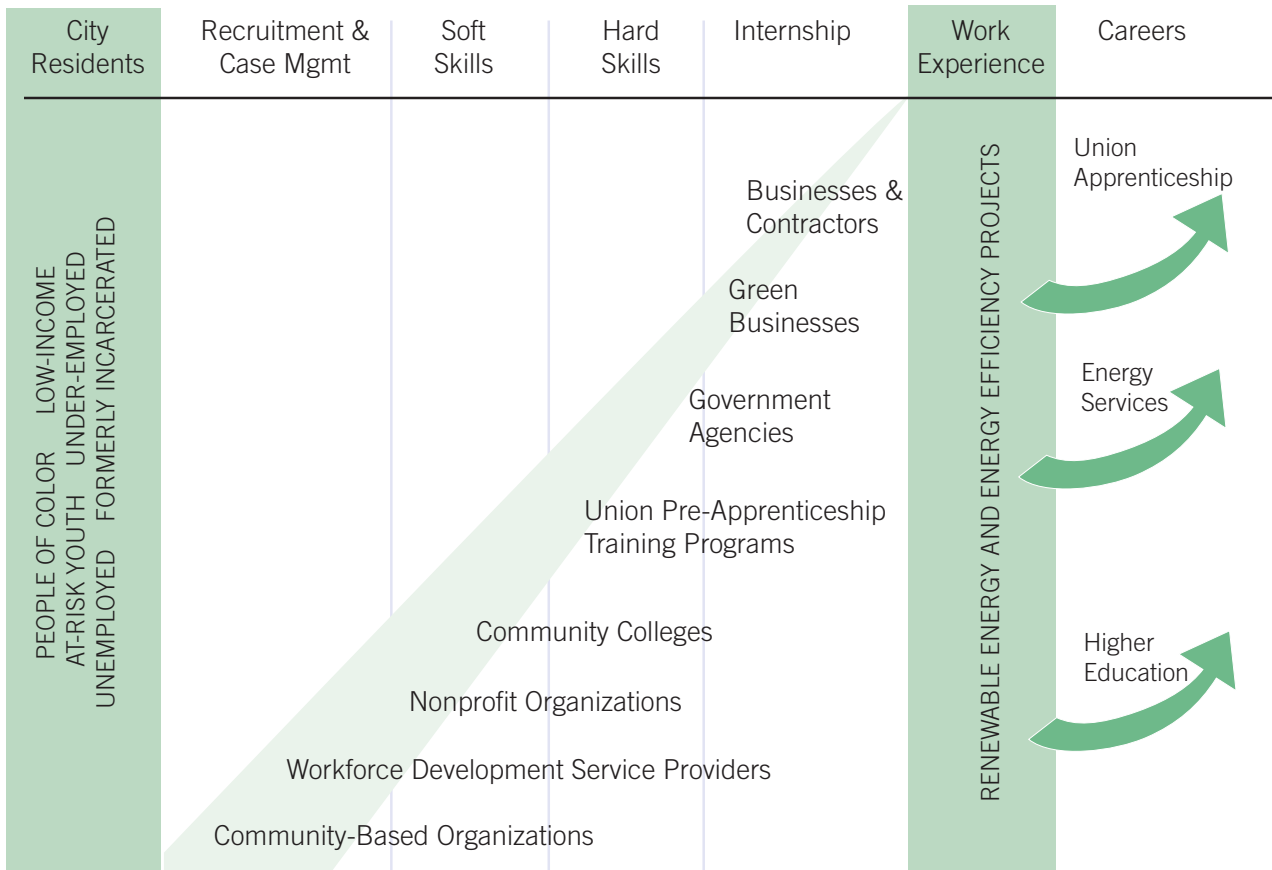 City
Residents
Recruitment &
Case Mgmt
Soft
Skills
Hard
Skills
Internship
Work
Experience
Careers
PEOPLE OF COLOR LOW-INCOME
AT-RISK YOUTH UNDER-EMPLOYED
UNEMPLOYED FORMERLY INCARCERATED
Businesses &
Contractors
Green
Businesses
Government
Agencies
Union Pre-Apprenticeship
Training Programs
Community Colleges
Nonprofit Organizations
Workforce Development Service Providers
Community-Based Organizations
RENEWABLE ENERGY AND ENERGY EFFICIENCY PROJECTS
Union
Apprenticeship
Energy
Services
Higher
Education